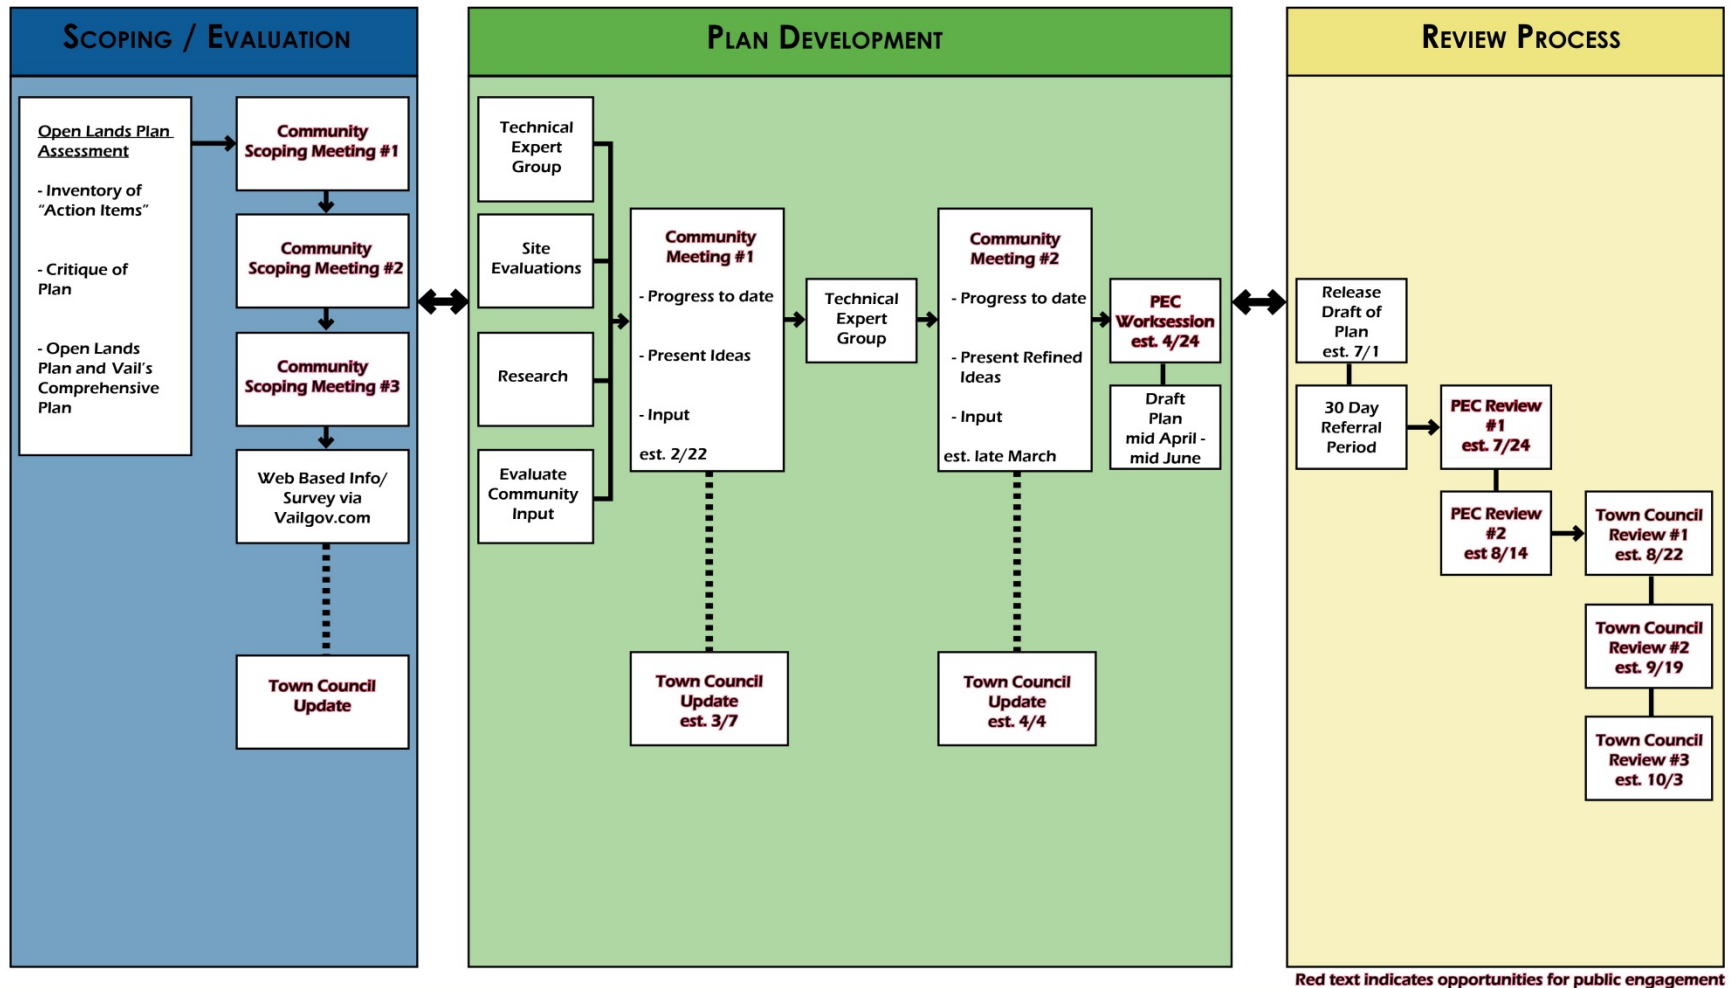 SCOPING / EVALUATION
Open Lands Plan
Assessment
- Inventory of
"Action Items"
- Critique of
Plan
- Open Lands
Plan and Vail's
Comprehensive
Plan
Community
Scoping Meeting #1
Community
Scoping Meeting #2
Community
Scoping Meeting #3
Web Based Info/
Survey via
Vailgov.com
Town Council
Update
PLAN DEVELOPMENT
Technical
Expert
Group
Site
Evaluations
Research
Evaluate
Community
Input
Community
Meeting #1
- Progress to date
- Present Ideas
- Input
est. 2/22
Town Council
Update
est. 3/7
Technical
Expert
Group
Community
Meeting #2
- Progress to date
- Present Refined
Ideas
- Input
est. late March
Town Council
Update
est. 4/4
PEC
Worksession
est. 4/24
Draft
Plan
mid April -
mid June
REVIEW PROCESS
Release
Draft of
Plan
est. 7/1
30 Day
Referral
Period
PEC Review
#1
est. 7/24
PEC Review
#2
est 8/14
Town Council
Review #1
est. 8/22
Town Council
Review #2
est. 9/19
Town Council
Review #3
est. 10/3
Red text indicates opportunities for public engagement